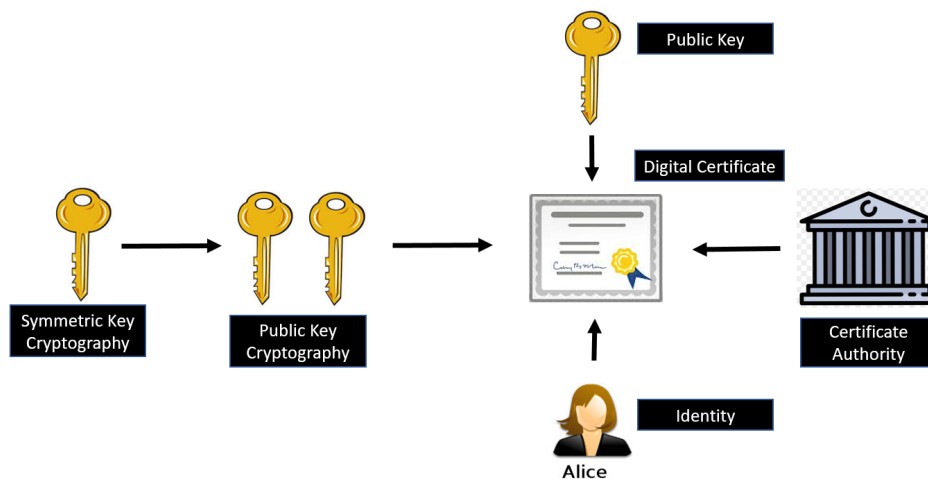 Public Key
Digital Certificate
Symmetric Key
Cryptography
Public Key
Cryptography
Certificate
Authority
Identity
Alice